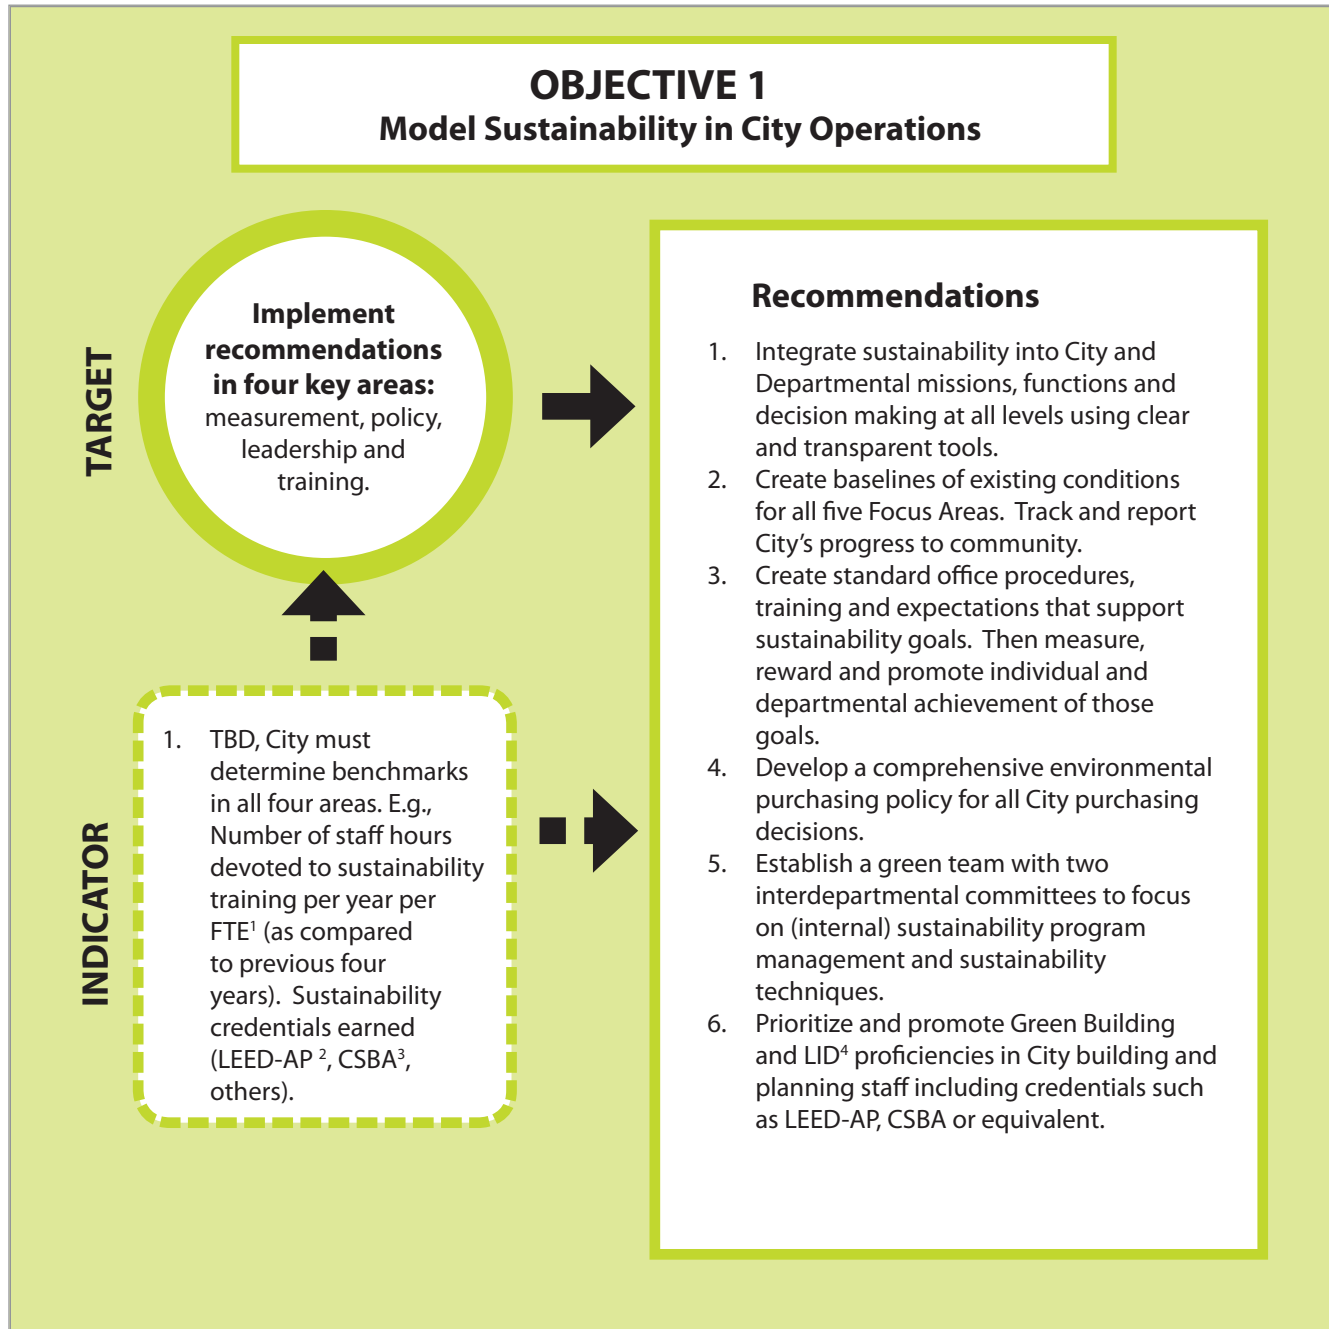 OBJECTIVE 1
Model Sustainability in City Operations
TARGET
Implement
recommendations
in four key areas:
measurement, policy,
leadership and
training.
INDICATOR
1. TBD, City must
determine benchmarks
in all four areas. E.g.,
Number of staff hours
devoted to sustainability
training per year per
FTE¹ (as compared
to previous four
years).  Sustainability
credentials earned
(LEED-AP ², CSBA³,
others).
Recommendations
1. Integrate sustainability into City and
Departmental missions, functions and
decision making at all levels using clear
and transparent tools.
2. Create baselines of existing conditions
for all five Focus Areas.  Track and report
City’s progress to community.
3. Create standard office procedures,
training and expectations that support
sustainability goals.  Then measure,
reward and promote individual and
departmental achievement of those
goals.
4. Develop a comprehensive environmental
purchasing policy for all City purchasing
decisions.
5. Establish a green team with two
interdepartmental committees to focus
on (internal) sustainability program
management and sustainability
techniques.
6. Prioritize and promote Green Building
and LID⁴ proficiencies in City building and
planning staff including credentials such
as LEED-AP, CSBA or equivalent.